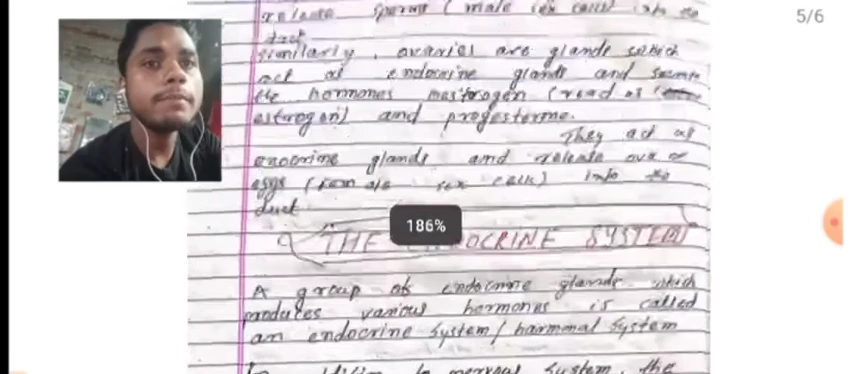 5/6
release sperms ( male sex cells) into the
duct
similarly, ovaries are glands which
act as endocrine glands and
the hormones (read as
estrogen) and progesterone.
They act as
exocrine glands and release ova or
eggs ( sex cells) into the
duct
186%
THE ENDOCRINE SYSTEM
A group of endocrine glands which
produces various hormones is called
an endocrine system/harmonal system
nervous system, the